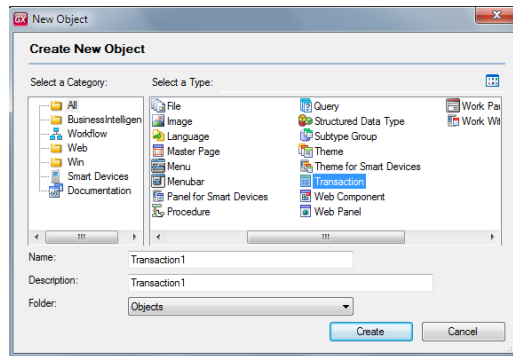 New Object
Create New Object
Select a Category:
Select a Type:
All
BusinessIntelligen
Workflow
Web
Win
Smart Devices
Documentation
File
Image
Language
Master Page
Menu
Menubar
Panel for Smart Devices
Procedure
Query
Structured Data Type
Subtype Group
Theme
Theme for Smart Devices
Transaction
Web Component
Web Panel
Work Par
Work Wit
Name:
Transaction1
Description:
Transaction1
Folder:
Objects
Create
Cancel